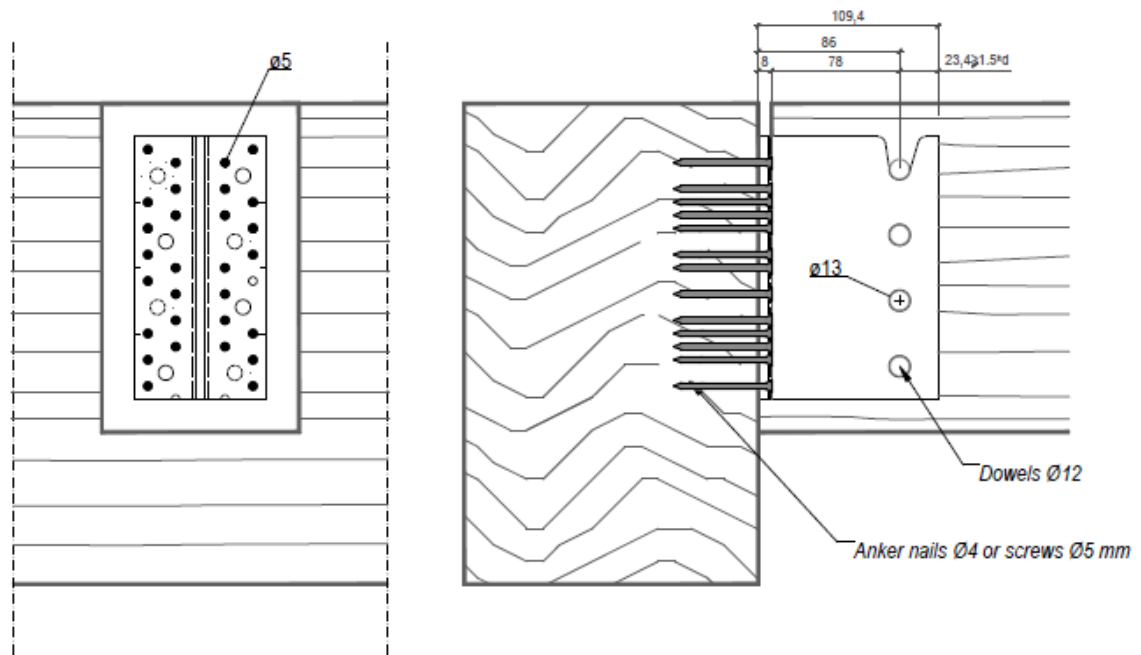 ø5
109,4
86
8
78
23,4≥1.5*d
ø13
Dowels Ø12
Anker nails Ø4 or screws Ø5 mm